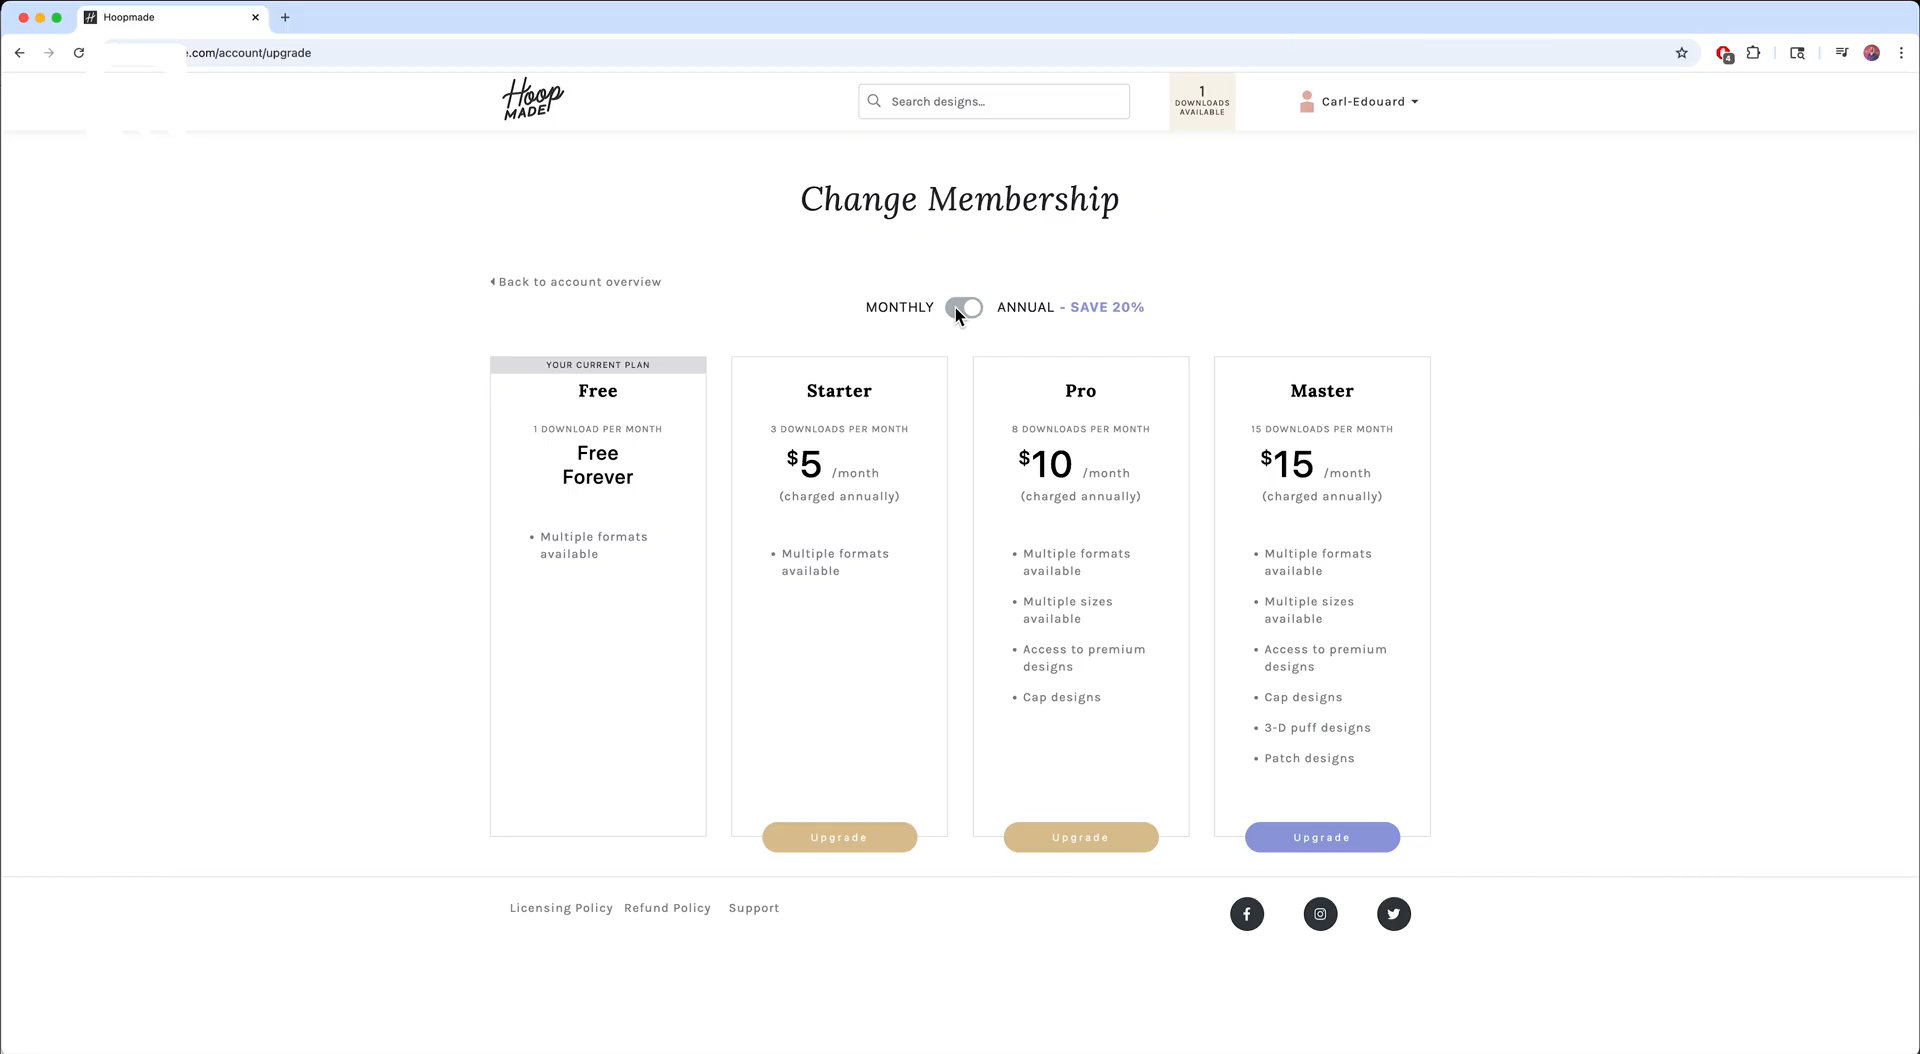 Hoopmade
e.com/account/upgrade
4
Hoop
MADE
Search designs...
1
DOWNLOADS
AVAILABLE
Carl-Edouard
Change Membership
Back to account overview
MONTHLY
ANNUAL - SAVE 20%
YOUR CURRENT PLAN
Free
1 DOWNLOAD PER MONTH
Free
Forever
• Multiple formats
available
Starter
3 DOWNLOADS PER MONTH
$5 /month
(charged annually)
• Multiple formats
available
Upgrade
Pro
8 DOWNLOADS PER MONTH
$10 /month
(charged annually)
• Multiple formats
available
• Multiple sizes
available
• Access to premium
designs
• Cap designs
Upgrade
Master
15 DOWNLOADS PER MONTH
$15 /month
(charged annually)
• Multiple formats
available
• Multiple sizes
available
• Access to premium
designs
• Cap designs
• 3-D puff designs
• Patch designs
Upgrade
Licensing Policy Refund Policy Support